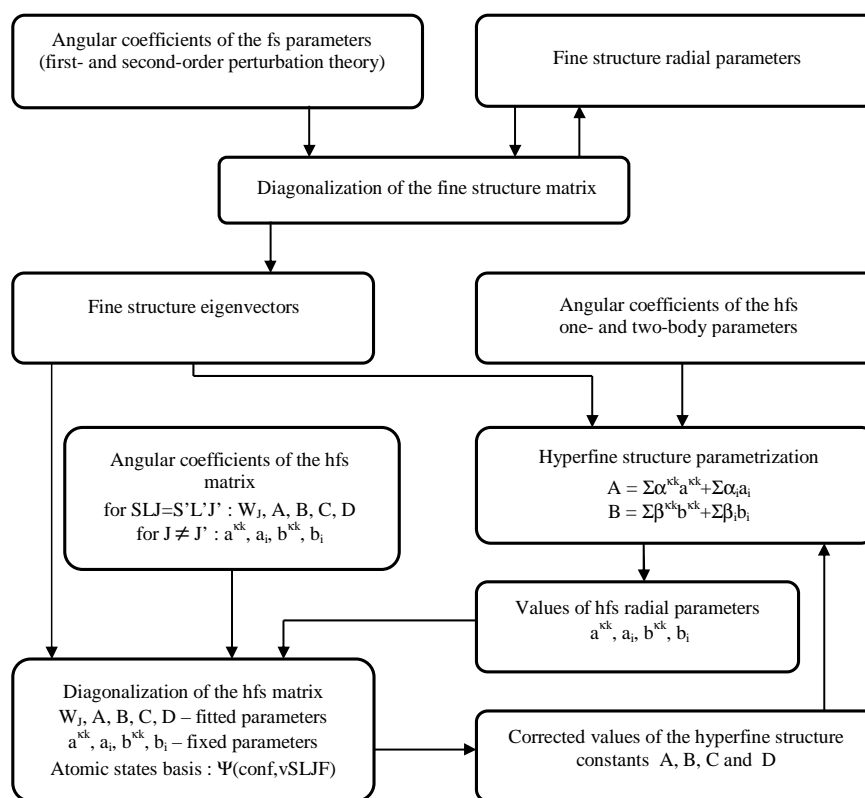 Angular coefficients of the fs parameters
(first- and second-order perturbation theory)
Fine structure radial parameters
Diagonalization of the fine structure matrix
Fine structure eigenvectors
Angular coefficients of the hfs
one- and two-body parameters
Angular coefficients of the hfs
matrix
for SLJ=S’L’J’ : W_J, A, B, C, D
for J ≠ J’ : a^κk, a_i, b^κk, b_i
Hyperfine structure parametrization
A = Σα^κk a^κk+Σα_i a_i
B = Σβ^κk b^κk+Σβ_i b_i
Values of hfs radial parameters
a^κk, a_i, b^κk, b_i
Diagonalization of the hfs matrix
W_J, A, B, C, D – fitted parameters
a^κk, a_i, b^κk, b_i – fixed parameters
Atomic states basis : Ψ(conf,vSLJF)
Corrected values of the hyperfine structure
constants A, B, C and D